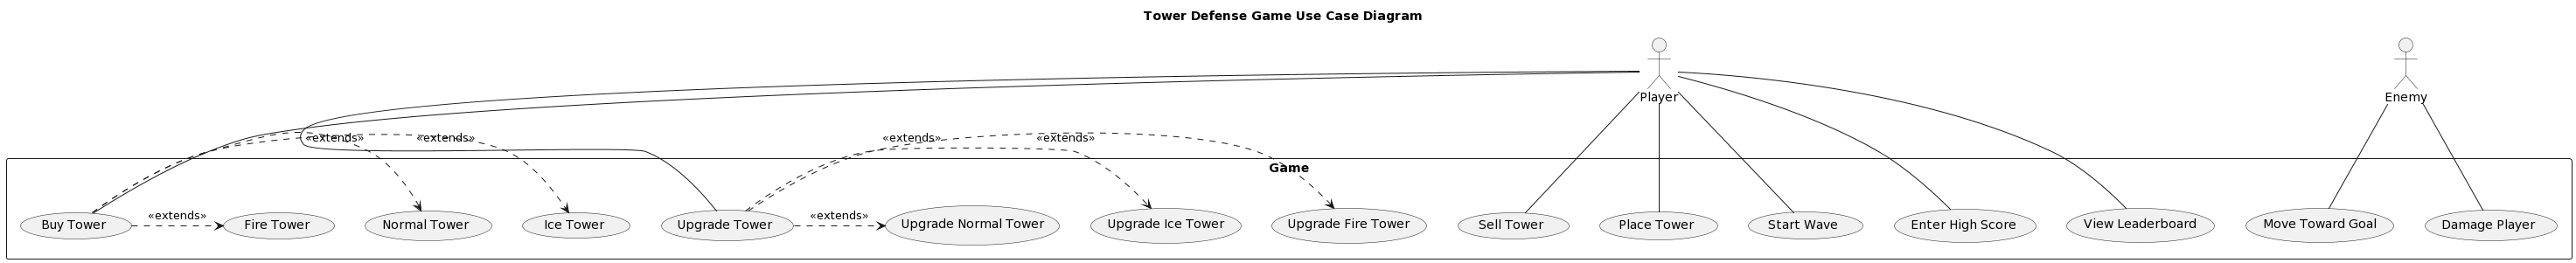 Tower Defense Game Use Case Diagram
Player
Enemy
«extends»
«extends»
«extends»
«extends»
Game
«extends»
«extends»
Buy Tower
Fire Tower
Normal Tower
Ice Tower
Upgrade Tower
Upgrade Normal Tower
Upgrade Ice Tower
Upgrade Fire Tower
Sell Tower
Place Tower
Start Wave
Enter High Score
View Leaderboard
Move Toward Goal
Damage Player